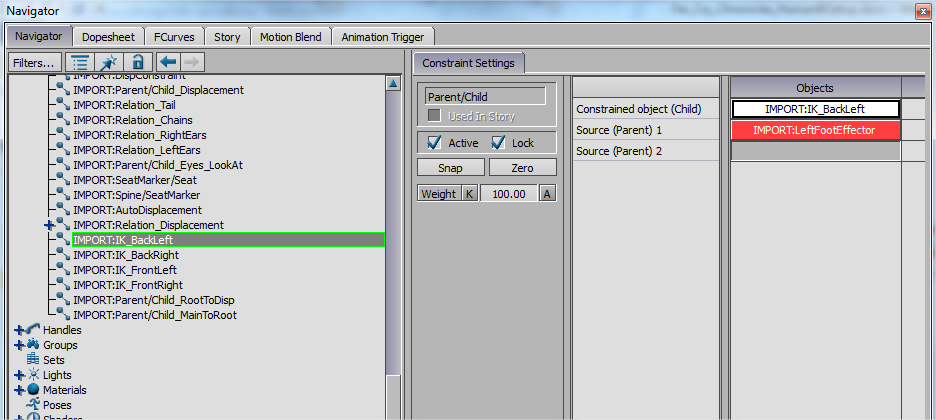 Navigator
Navigator Dopesheet FCurves Story Motion Blend Animation Trigger
Filters...
IMPORT:DispConstraint
IMPORT:Parent/Child_Displacement
IMPORT:Relation_Tail
IMPORT:Relation_Chains
IMPORT:Relation_RightEars
IMPORT:Relation_LeftEars
IMPORT:Parent/Child_Eyes_LookAt
IMPORT:SeatMarker/Seat
IMPORT:Spine/SeatMarker
IMPORT:AutoDisplacement
IMPORT:Relation_Displacement
IMPORT:IK_BackLeft
IMPORT:IK_BackRight
IMPORT:IK_FrontLeft
IMPORT:IK_FrontRight
IMPORT:Parent/Child_RootToDisp
IMPORT:Parent/Child_MainToRoot
Handles
Groups
Sets
Lights
Materials
Poses
Shaders
Constraint Settings
Parent/Child
Used In Story
Active Lock
Snap Zero
Weight K 100.00 A
Objects
Constrained object (Child) IMPORT:IK_BackLeft
Source (Parent) 1 IMPORT:LeftFootEffector
Source (Parent) 2